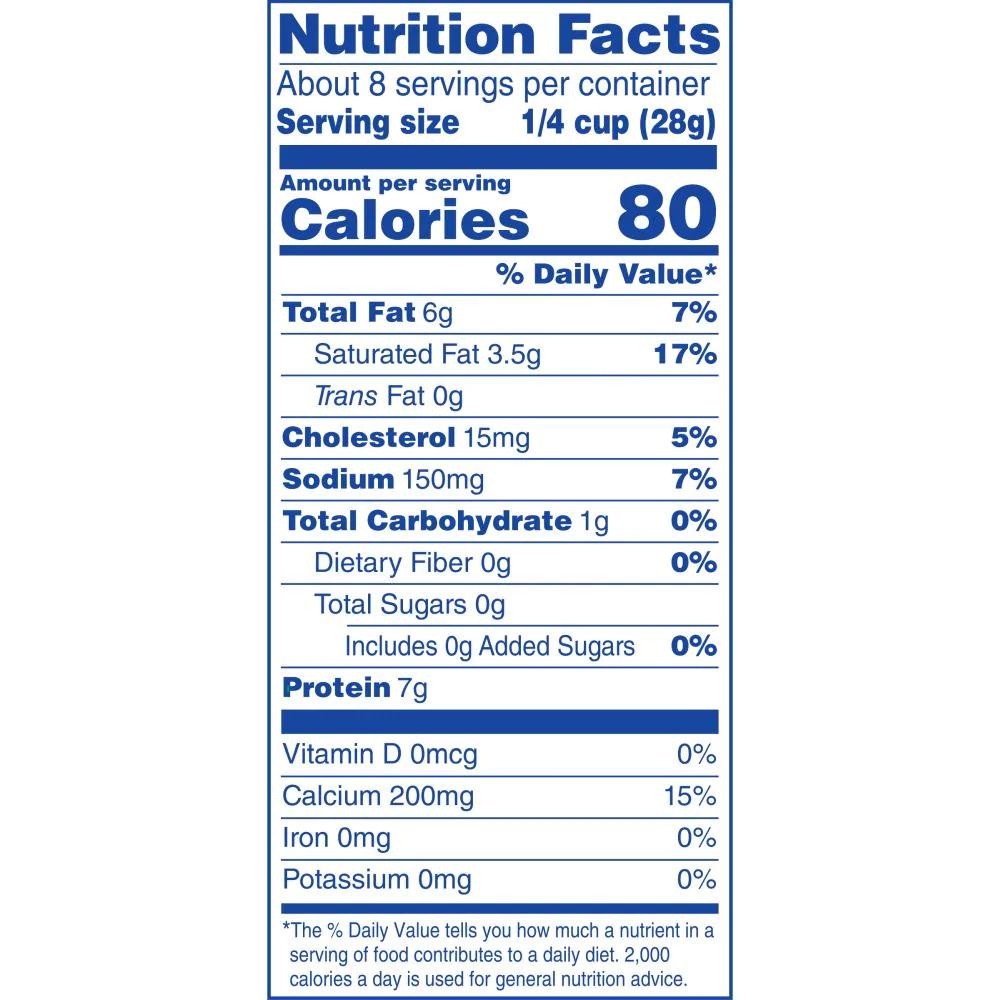 Nutrition Facts
About 8 servings per container
Serving size 1/4 cup (28g)
Amount per serving
Calories 80
% Daily Value*
Total Fat 6g 7%
Saturated Fat 3.5g 17%
Trans Fat 0g
Cholesterol 15mg 5%
Sodium 150mg 7%
Total Carbohydrate 1g 0%
Dietary Fiber 0g 0%
Total Sugars 0g
Includes 0g Added Sugars 0%
Protein 7g
Vitamin D 0mcg 0%
Calcium 200mg 15%
Iron 0mg 0%
Potassium 0mg 0%
*The % Daily Value tells you how much a nutrient in a
serving of food contributes to a daily diet. 2,000
calories a day is used for general nutrition advice.